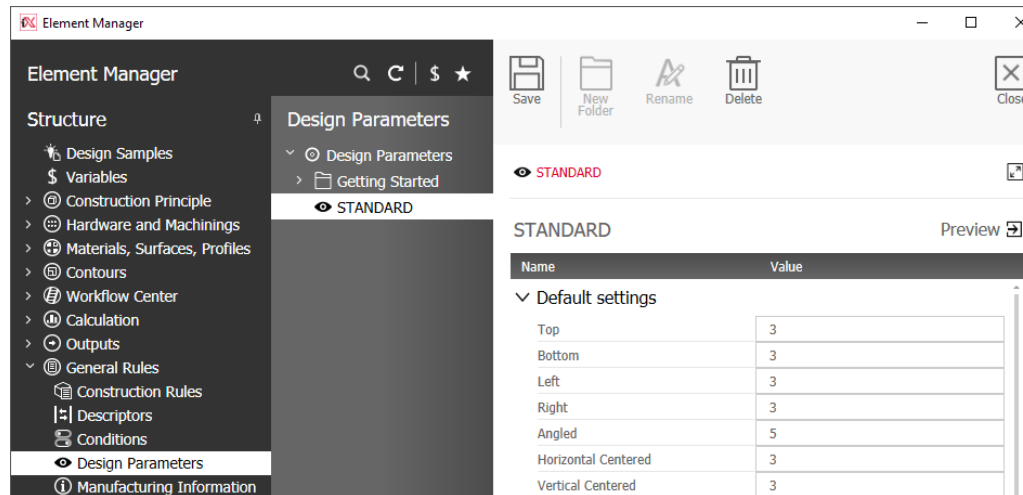 Element Manager
Element Manager
Structure
Design Samples
$ Variables
Construction Principle
Hardware and Machinings
Materials, Surfaces, Profiles
Contours
Workflow Center
Calculation
Outputs
General Rules
Construction Rules
Descriptors
Conditions
Design Parameters
Manufacturing Information
$
Design Parameters
Design Parameters
Getting Started
STANDARD
Save
New
Folder
Rename
Delete
Close
STANDARD
STANDARD
Preview
Name Value
Default settings
Top 3
Bottom 3
Left 3
Right 3
Angled 5
Horizontal Centered 3
Vertical Centered 3